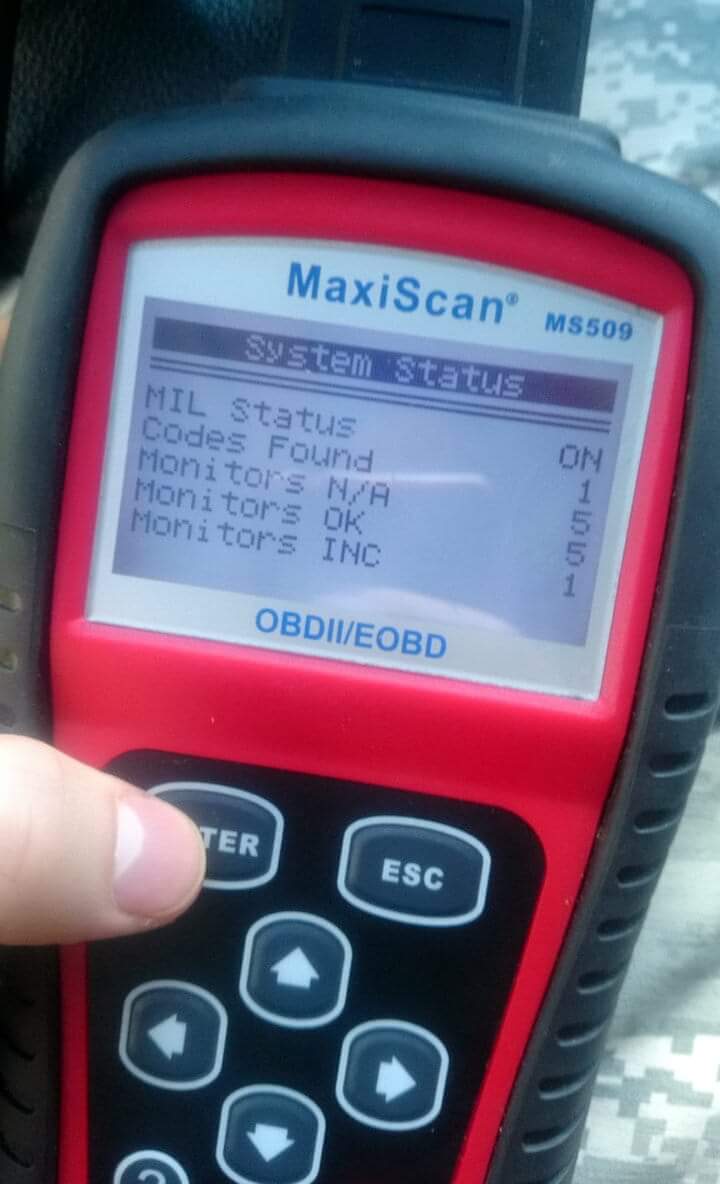 MaxiScan®
MS509
System Status
MIL Status ON
Codes Found 1
Monitors N/A 5
Monitors OK 5
Monitors INC 1
OBDII/EOBD
TER
ESC
?